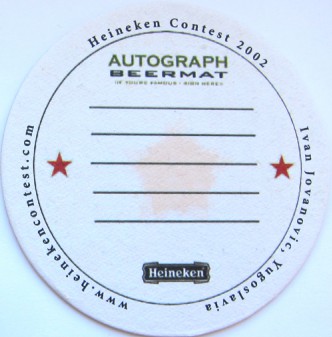 Heineken Contest 2002
AUTOGRAPH
BEERMAT
(IF YOU'RE FAMOUS - SIGN HERE)
Ivan Jovanovic, Yugoslavia
www.heinekencontest.com
Heineken